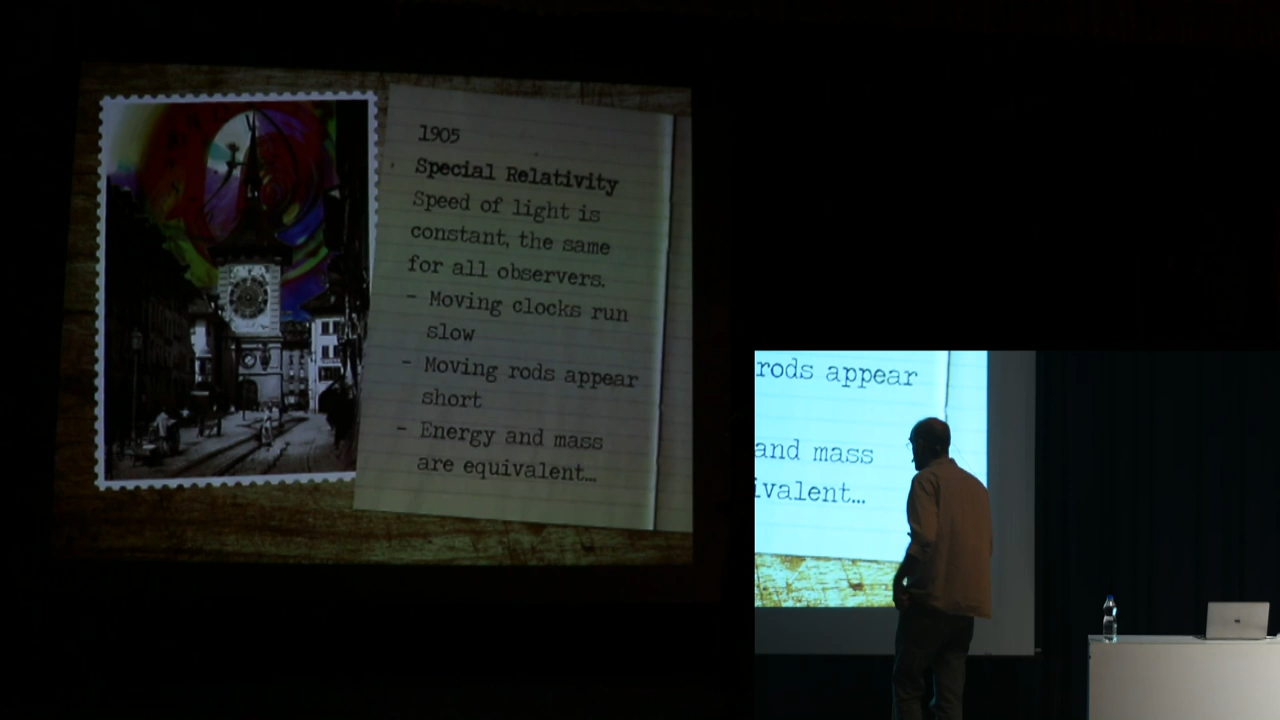 1905
Special Relativity
Speed of light is
constant, the same
for all observers.
- Moving clocks run
slow
- Moving rods appear
short
- Energy and mass
are equivalent…
rods appear
and mass
ivalent…